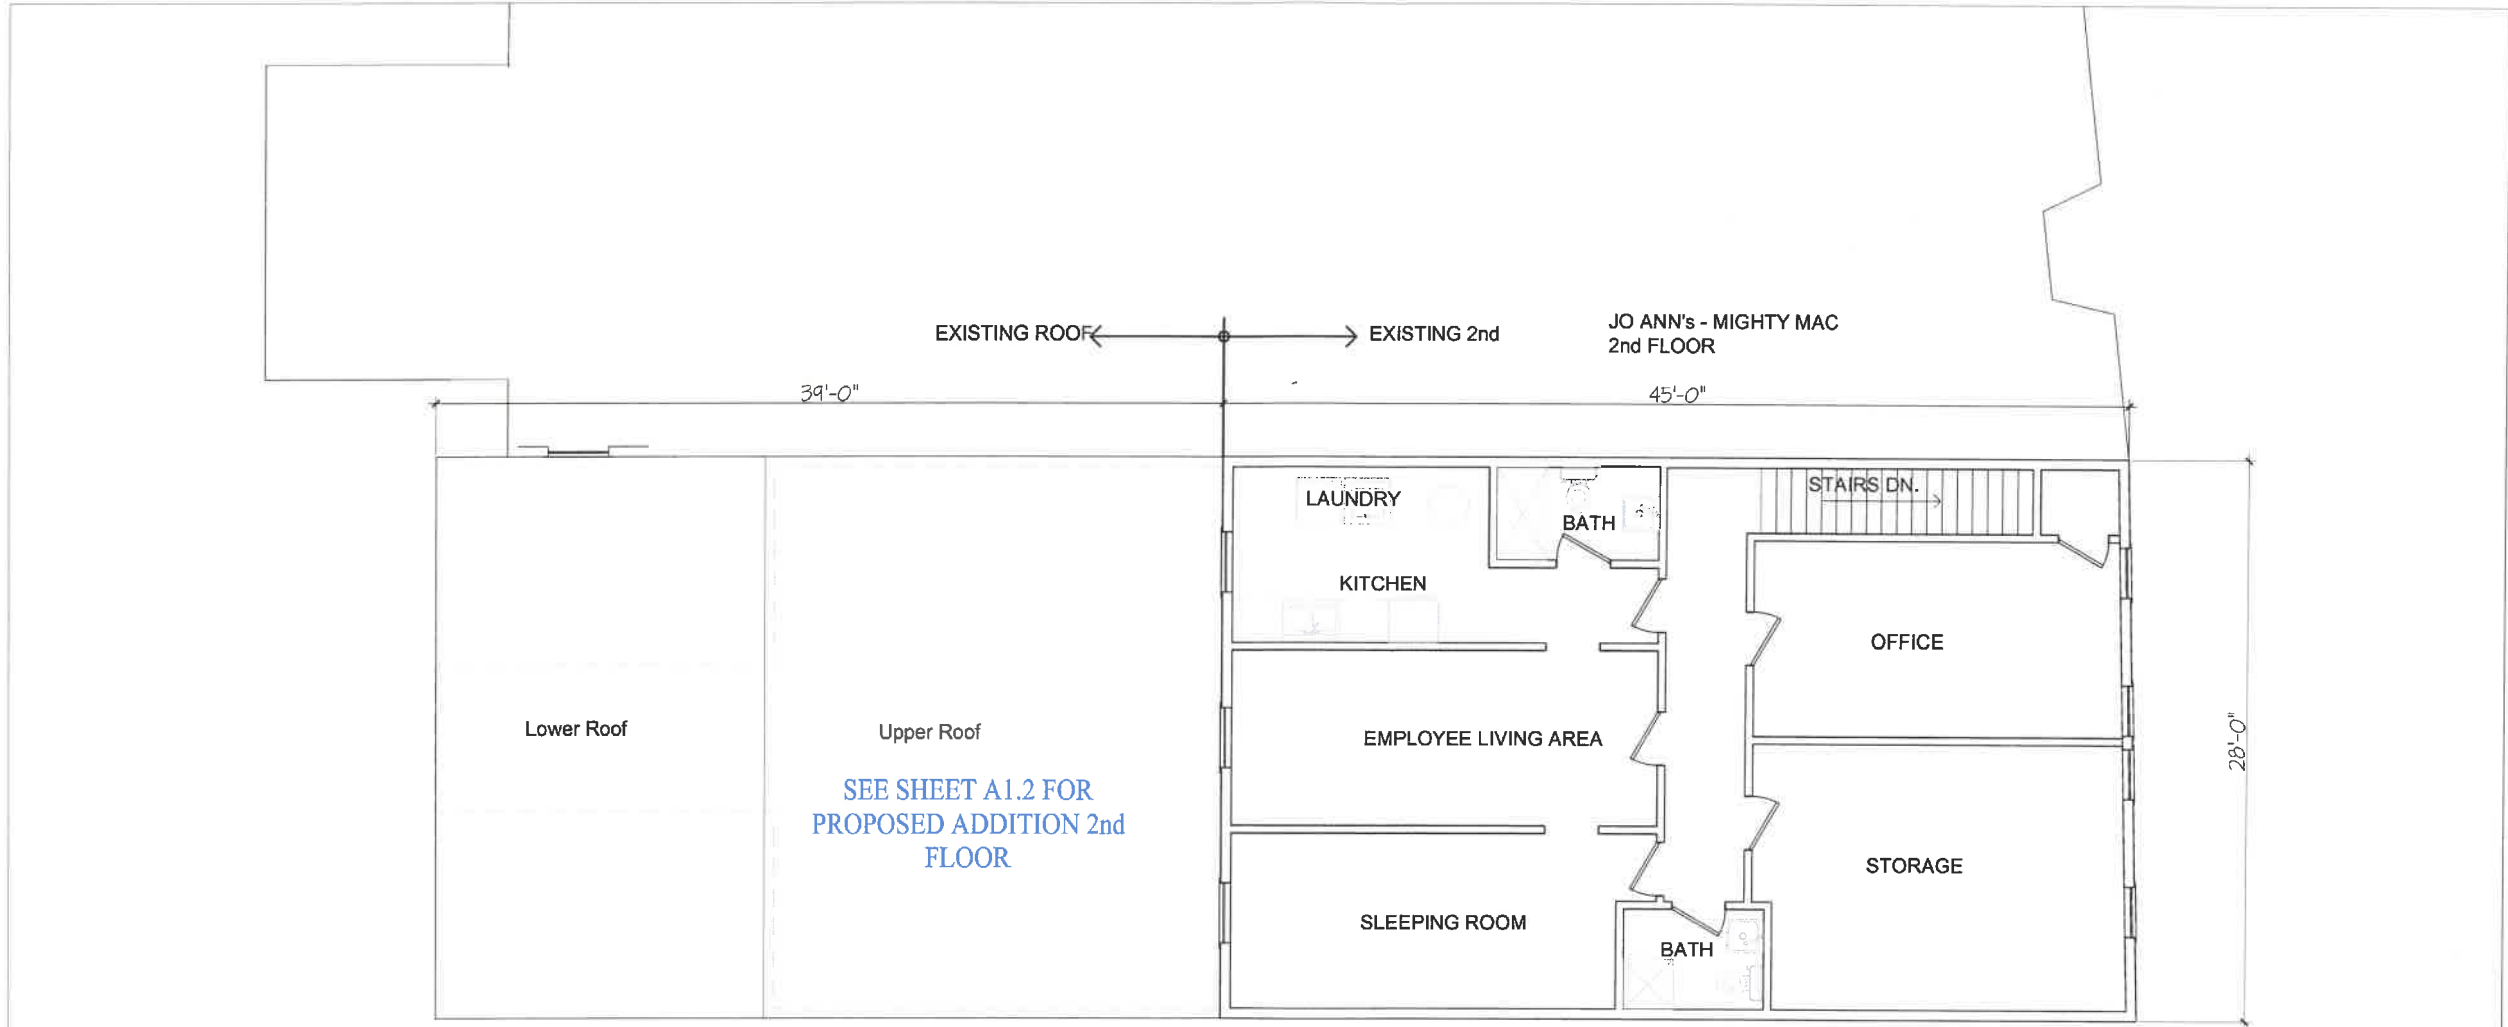 EXISTING ROOF
EXISTING 2nd
JO ANN's - MIGHTY MAC
2nd FLOOR
39'-0"
45'-0"
LAUNDRY
BATH
STAIRS DN.
KITCHEN
OFFICE
Lower Roof
Upper Roof
EMPLOYEE LIVING AREA
28'-0"
SEE SHEET A1.2 FOR
PROPOSED ADDITION 2nd
FLOOR
STORAGE
SLEEPING ROOM
BATH